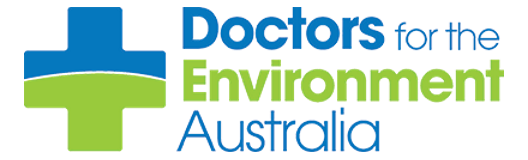 Doctors for the
Environment
Australia